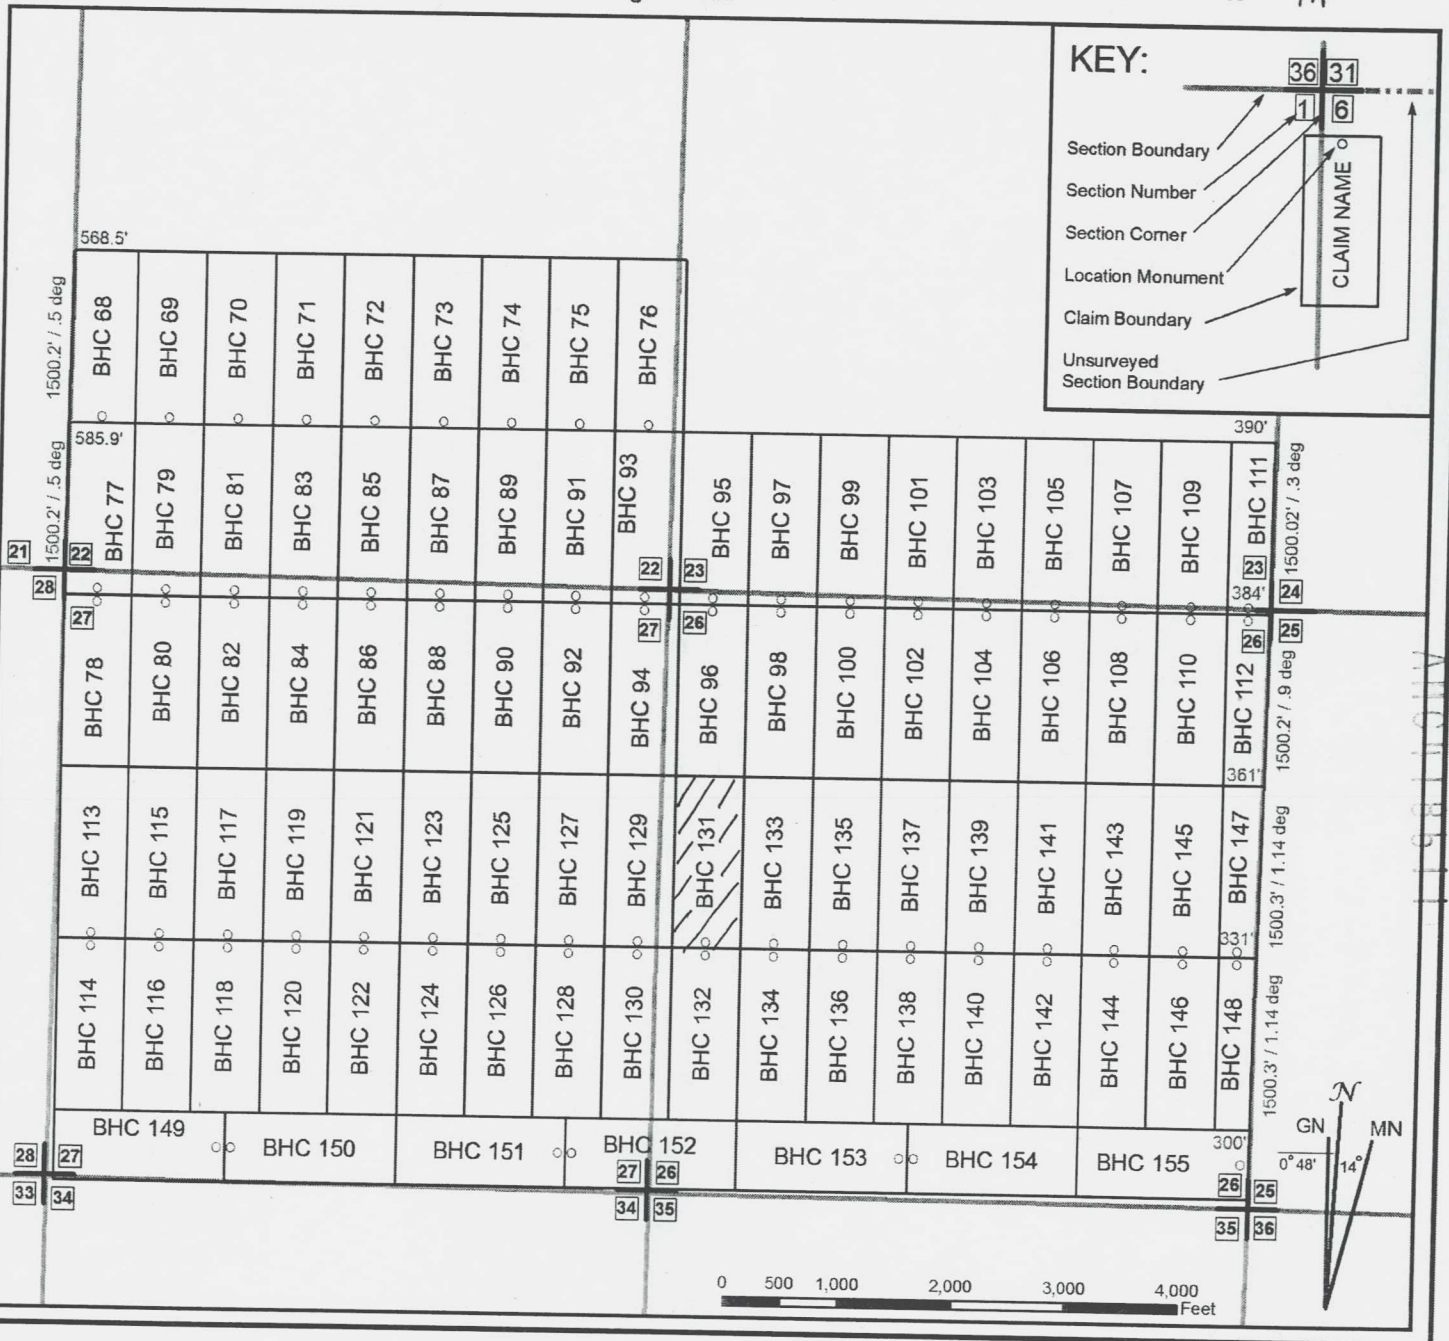 KEY:
36 31
1 6
Section Boundary
Section Number
Section Corner
Location Monument
Claim Boundary
Unsurveyed
Section Boundary
CLAIM NAME
568.5'
1500.2' / .5 deg
BHC 68 BHC 69 BHC 70 BHC 71 BHC 72 BHC 73 BHC 74 BHC 75 BHC 76
585.9'
390'
1500.2' / .5 deg
BHC 77 BHC 79 BHC 81 BHC 83 BHC 85 BHC 87 BHC 89 BHC 91 BHC 93 BHC 95 BHC 97 BHC 99 BHC 101 BHC 103 BHC 105 BHC 107 BHC 109 BHC 111
1500.02' / .3 deg
21 22 22 23 23 24
28 27 27 26 26 25
384'
BHC 78 BHC 80 BHC 82 BHC 84 BHC 86 BHC 88 BHC 90 BHC 92 BHC 94 BHC 96 BHC 98 BHC 100 BHC 102 BHC 104 BHC 106 BHC 108 BHC 110 BHC 112
1500.2' / .9 deg
361'
BHC 113 BHC 115 BHC 117 BHC 119 BHC 121 BHC 123 BHC 125 BHC 127 BHC 129 BHC 131 BHC 133 BHC 135 BHC 137 BHC 139 BHC 141 BHC 143 BHC 145 BHC 147
1500.3' / 1.14 deg
331'
BHC 114 BHC 116 BHC 118 BHC 120 BHC 122 BHC 124 BHC 126 BHC 128 BHC 130 BHC 132 BHC 134 BHC 136 BHC 138 BHC 140 BHC 142 BHC 144 BHC 146 BHC 148
1500.3' / 1.14 deg
BHC 149 BHC 150 BHC 151 BHC 152 BHC 153 BHC 154 BHC 155
300'
28 27 27 26 26 25
33 34 34 35 35 36
N
GN MN
0° 48' 14°
0 500 1,000 2,000 3,000 4,000
Feet